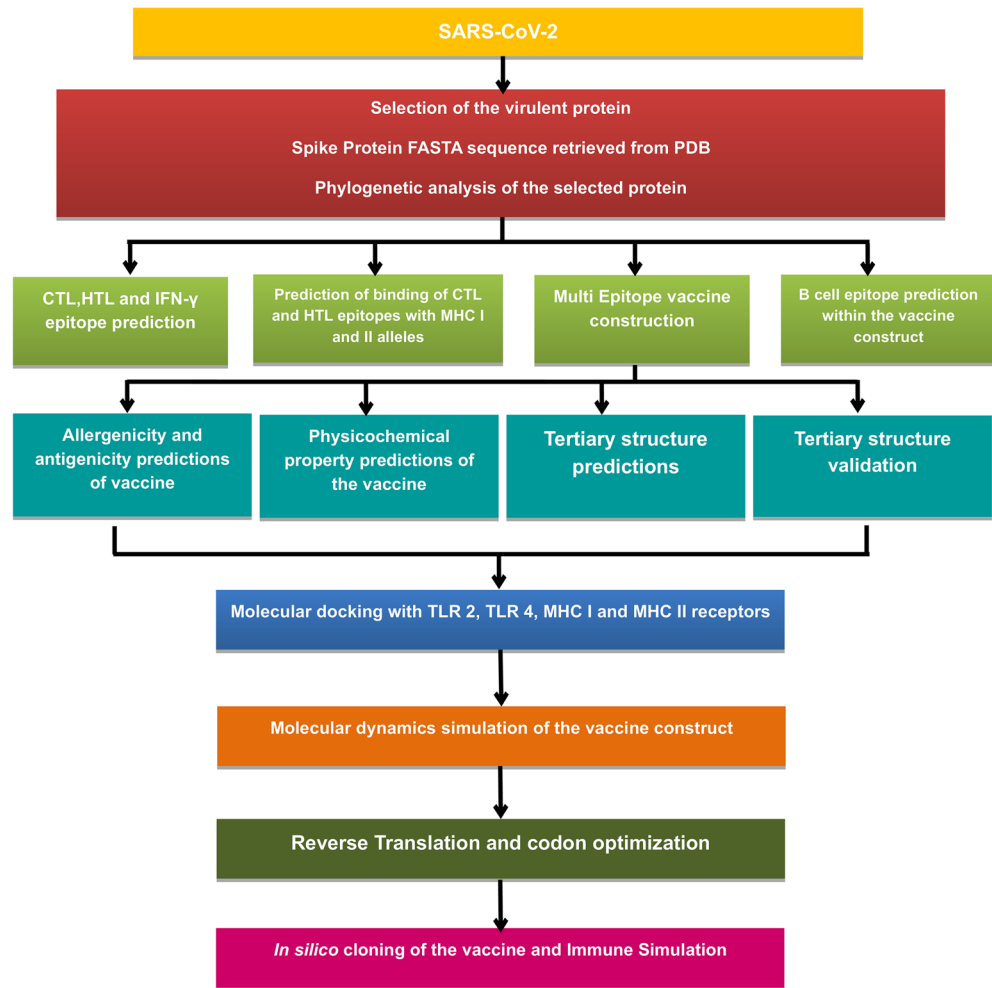 SARS-CoV-2
Selection of the virulent protein
Spike Protein FASTA sequence retrieved from PDB
Phylogenetic analysis of the selected protein
CTL,HTL and IFN-γ
epitope prediction
Prediction of binding of CTL
and HTL epitopes with MHC I
and II alleles
Multi Epitope vaccine
construction
B cell epitope prediction
within the vaccine
construct
Allergenicity and
antigenicity predictions
of vaccine
Physicochemical
property predictions of
the vaccine
Tertiary structure
predictions
Tertiary structure
validation
Molecular docking with TLR 2, TLR 4, MHC I and MHC II receptors
Molecular dynamics simulation of the vaccine construct
Reverse Translation and codon optimization
In silico cloning of the vaccine and Immune Simulation